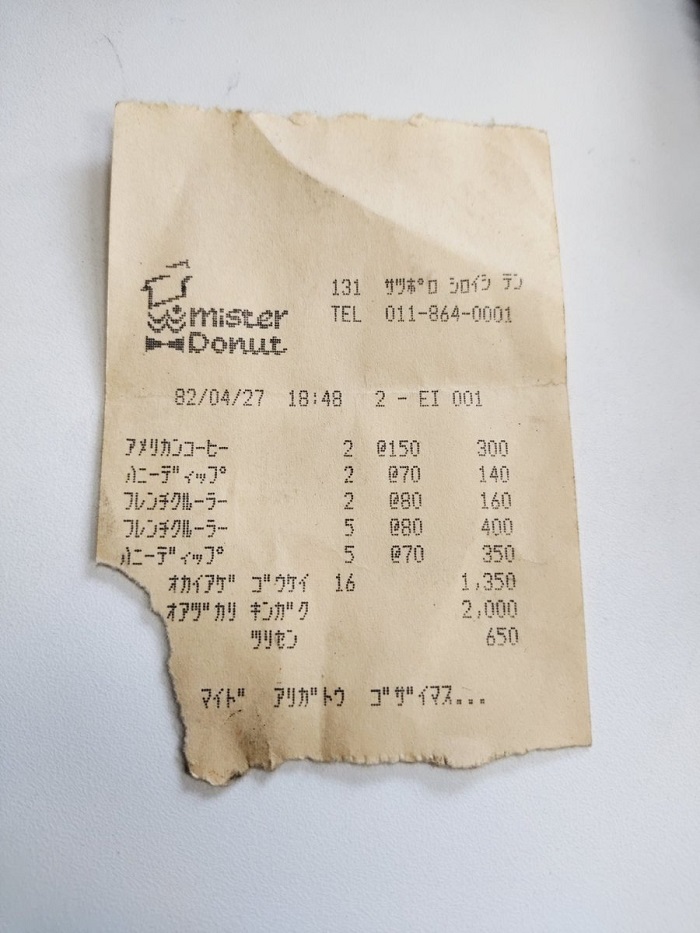 131 ｻﾂﾎﾟﾛ ｼﾛｲｼ ﾃﾝ
mister Donut
TEL 011-864-0001
82/04/27 18:48 2 - EI 001
ｱﾒﾘｶﾝｺｰﾋｰ 2 @150 300
ﾊﾆｰﾃﾞｨｯﾌﾟ 2 @70 140
ﾌﾚﾝﾁｸﾙｰﾗｰ 2 @80 160
ﾌﾚﾝﾁｸﾙｰﾗｰ 5 @80 400
ﾊﾆｰﾃﾞｨｯﾌﾟ 5 @70 350
ｵｶｲｱｹﾞ ｺﾞｳｹｲ 16 1,350
ｵｱﾂﾞｶﾘ ｷﾝｶﾞｸ 2,000
ﾂﾘｾﾝ 650
ﾏｲﾄﾞ ｱﾘｶﾞﾄｳ ｺﾞｻﾞｲﾏｽ...